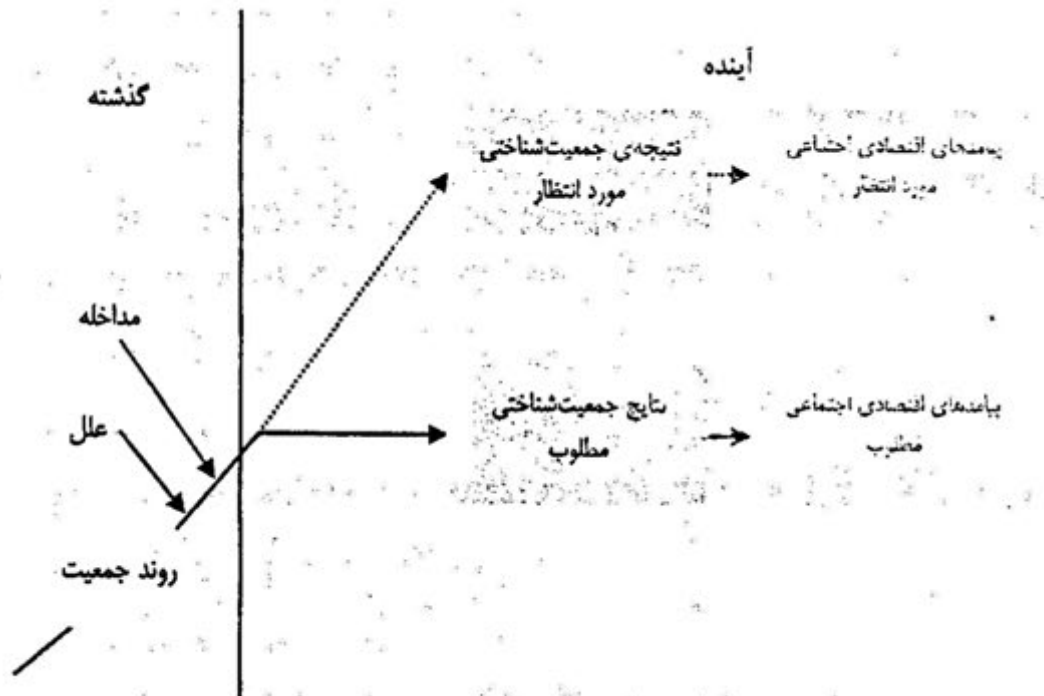 آینده
گذشته
نتیجه‌ی جمعیت‌شناختی
مورد انتظار
پیامدهای اقتصادی اجتماعی
مورد انتظار
مداخله
علل
نتایج جمعیت‌شناختی
مطلوب
پیامدهای اقتصادی اجتماعی
مطلوب
روند جمعیت